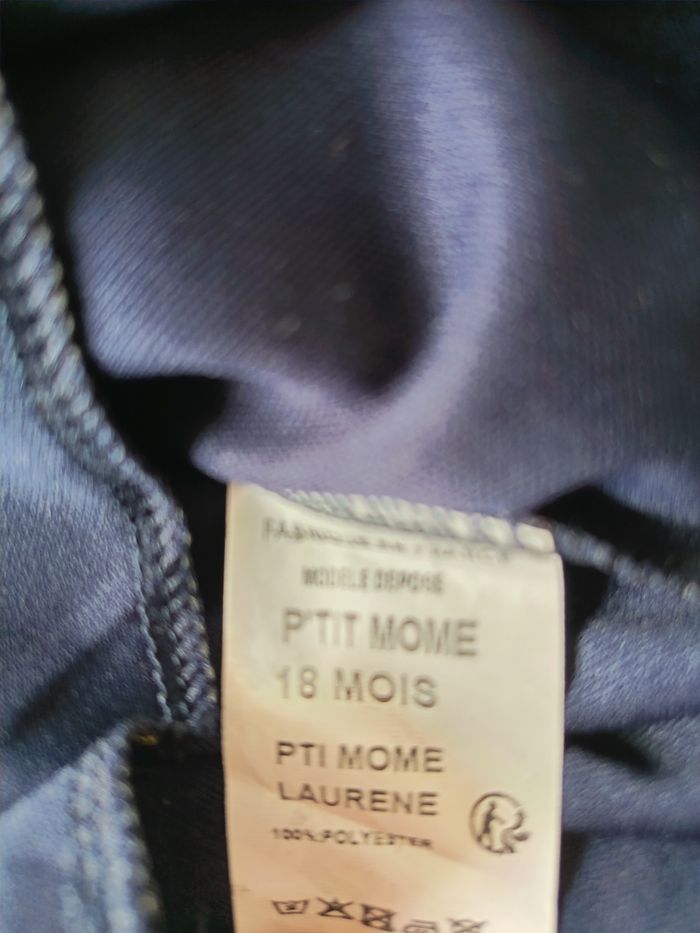 MODELE DEPOSE
P'TIT MOME
18 MOIS
PTI MOME
LAURENE
100% POLYESTER